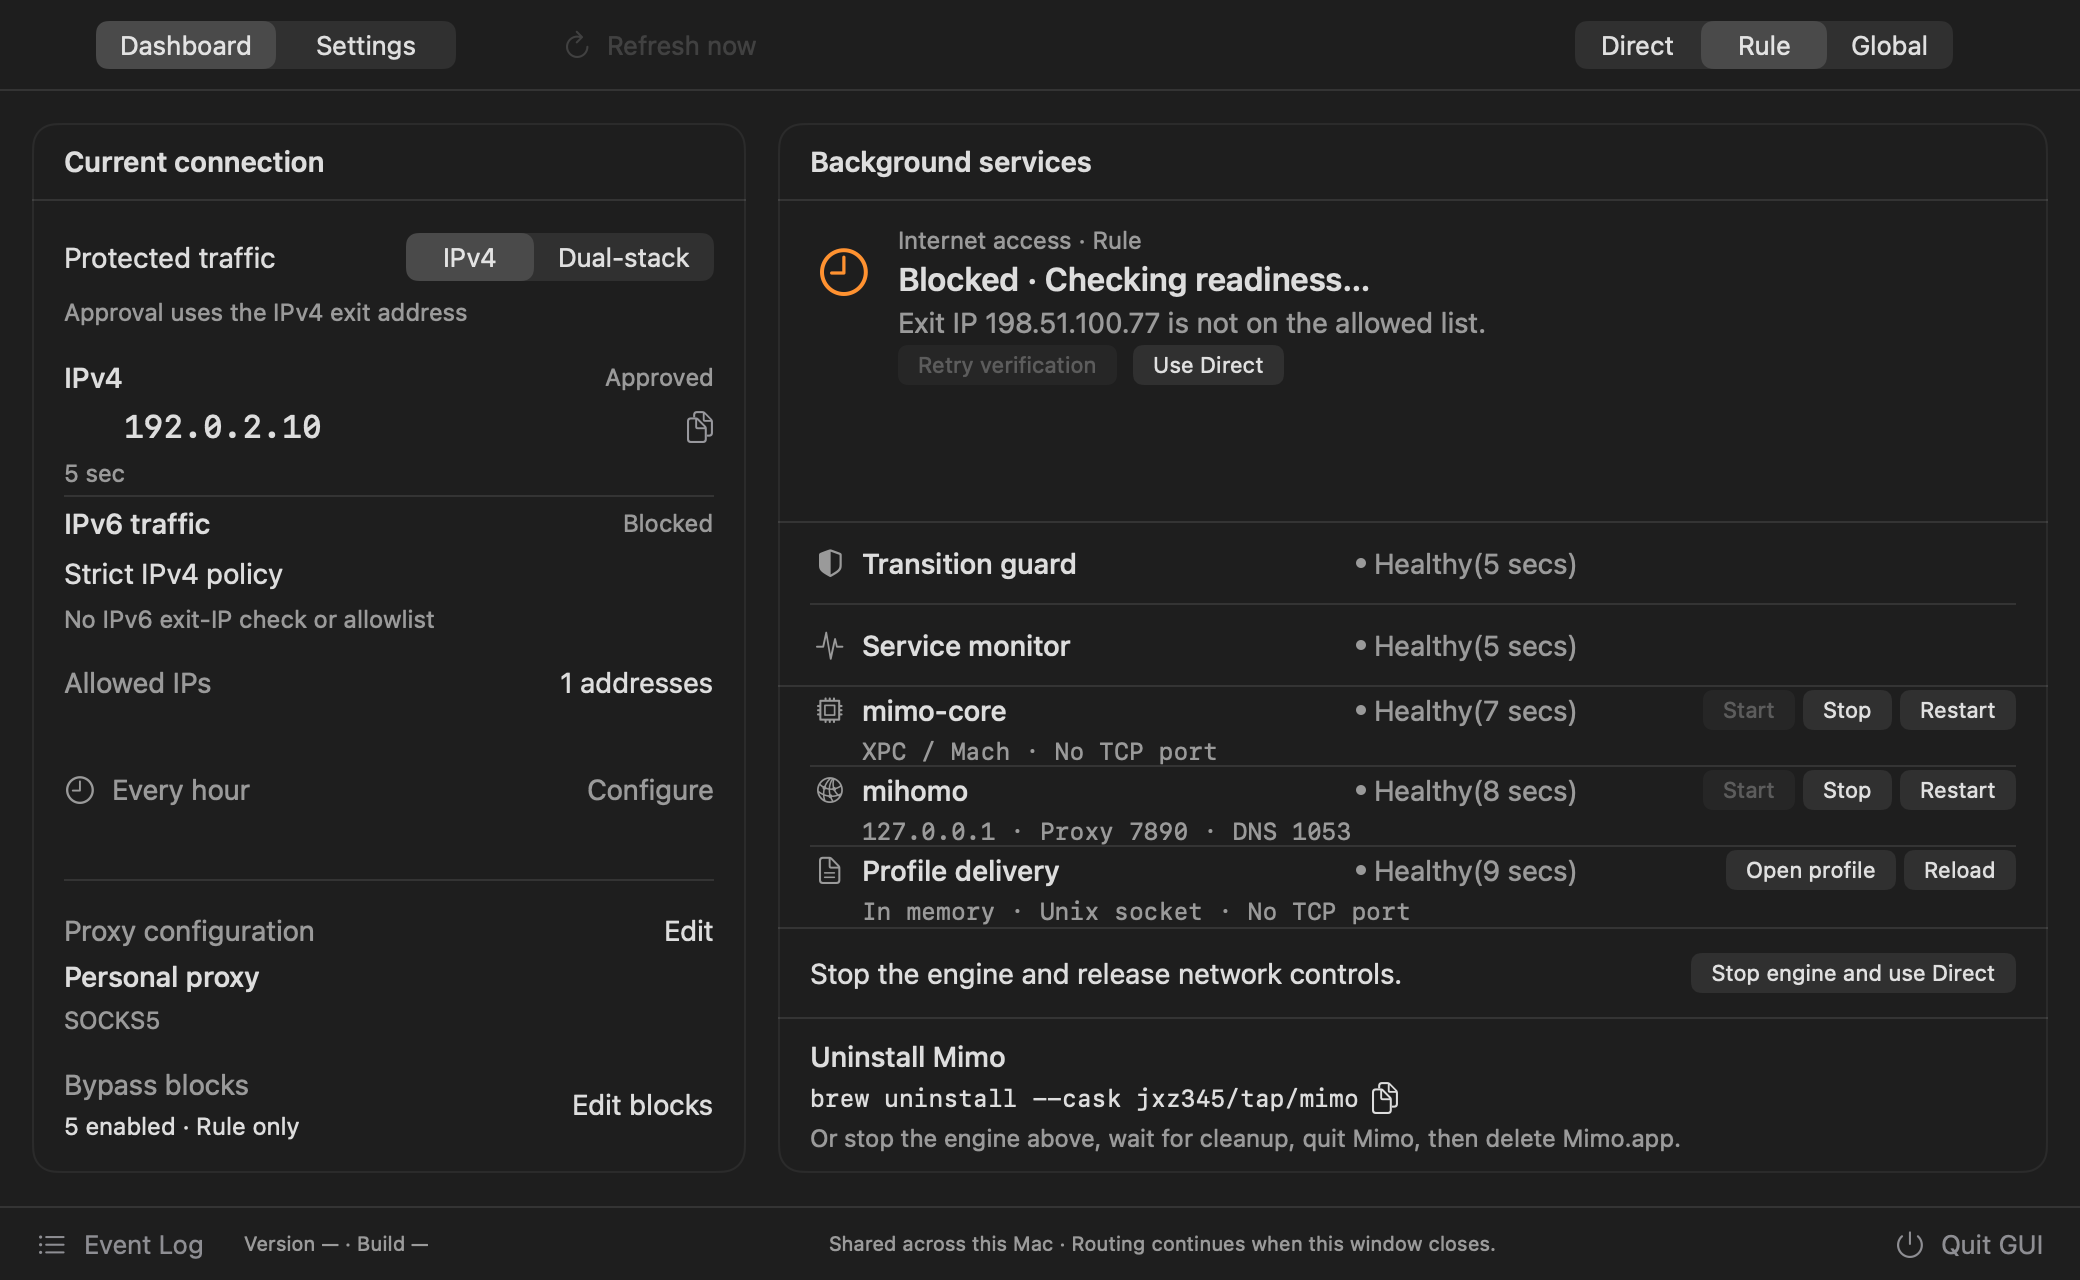 Dashboard Settings Refresh now Direct Rule Global
Current connection
Protected traffic IPv4 Dual-stack
Approval uses the IPv4 exit address
IPv4 Approved
192.0.2.10
5 sec
IPv6 traffic Blocked
Strict IPv4 policy
No IPv6 exit-IP check or allowlist
Allowed IPs 1 addresses
Every hour Configure
Proxy configuration Edit
Personal proxy
SOCKS5
Bypass blocks
Edit blocks
5 enabled · Rule only
Background services
Internet access · Rule
Blocked · Checking readiness...
Exit IP 198.51.100.77 is not on the allowed list.
Retry verification Use Direct
Transition guard • Healthy(5 secs)
Service monitor • Healthy(5 secs)
mimo-core • Healthy(7 secs) Start Stop Restart
XPC / Mach · No TCP port
mihomo • Healthy(8 secs) Start Stop Restart
127.0.0.1 · Proxy 7890 · DNS 1053
Profile delivery • Healthy(9 secs) Open profile Reload
In memory · Unix socket · No TCP port
Stop the engine and release network controls. Stop engine and use Direct
Uninstall Mimo
brew uninstall --cask jxz345/tap/mimo
Or stop the engine above, wait for cleanup, quit Mimo, then delete Mimo.app.
Event Log Version — · Build — Shared across this Mac · Routing continues when this window closes. Quit GUI